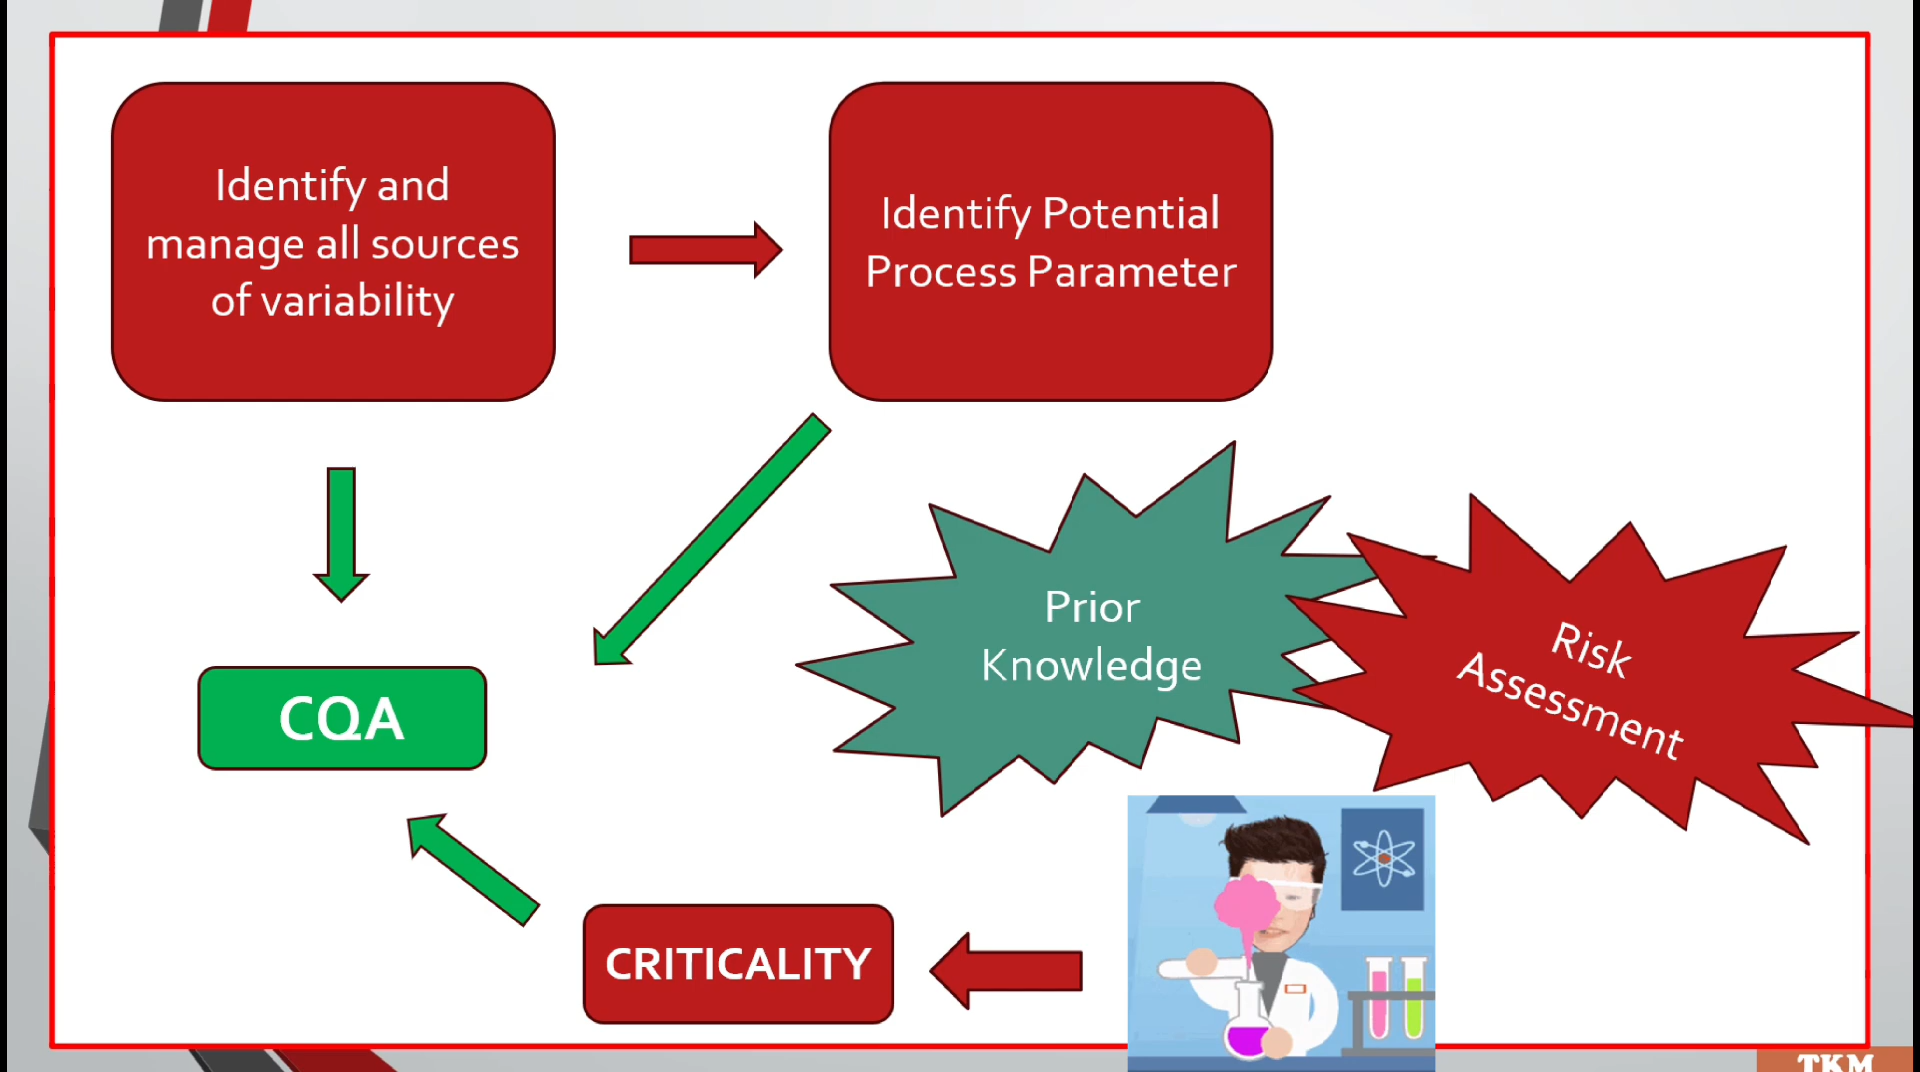 Identify and
manage all sources
of variability
Identify Potential
Process Parameter
Prior
Knowledge
Risk
Assessment
CQA
CRITICALITY
TKM